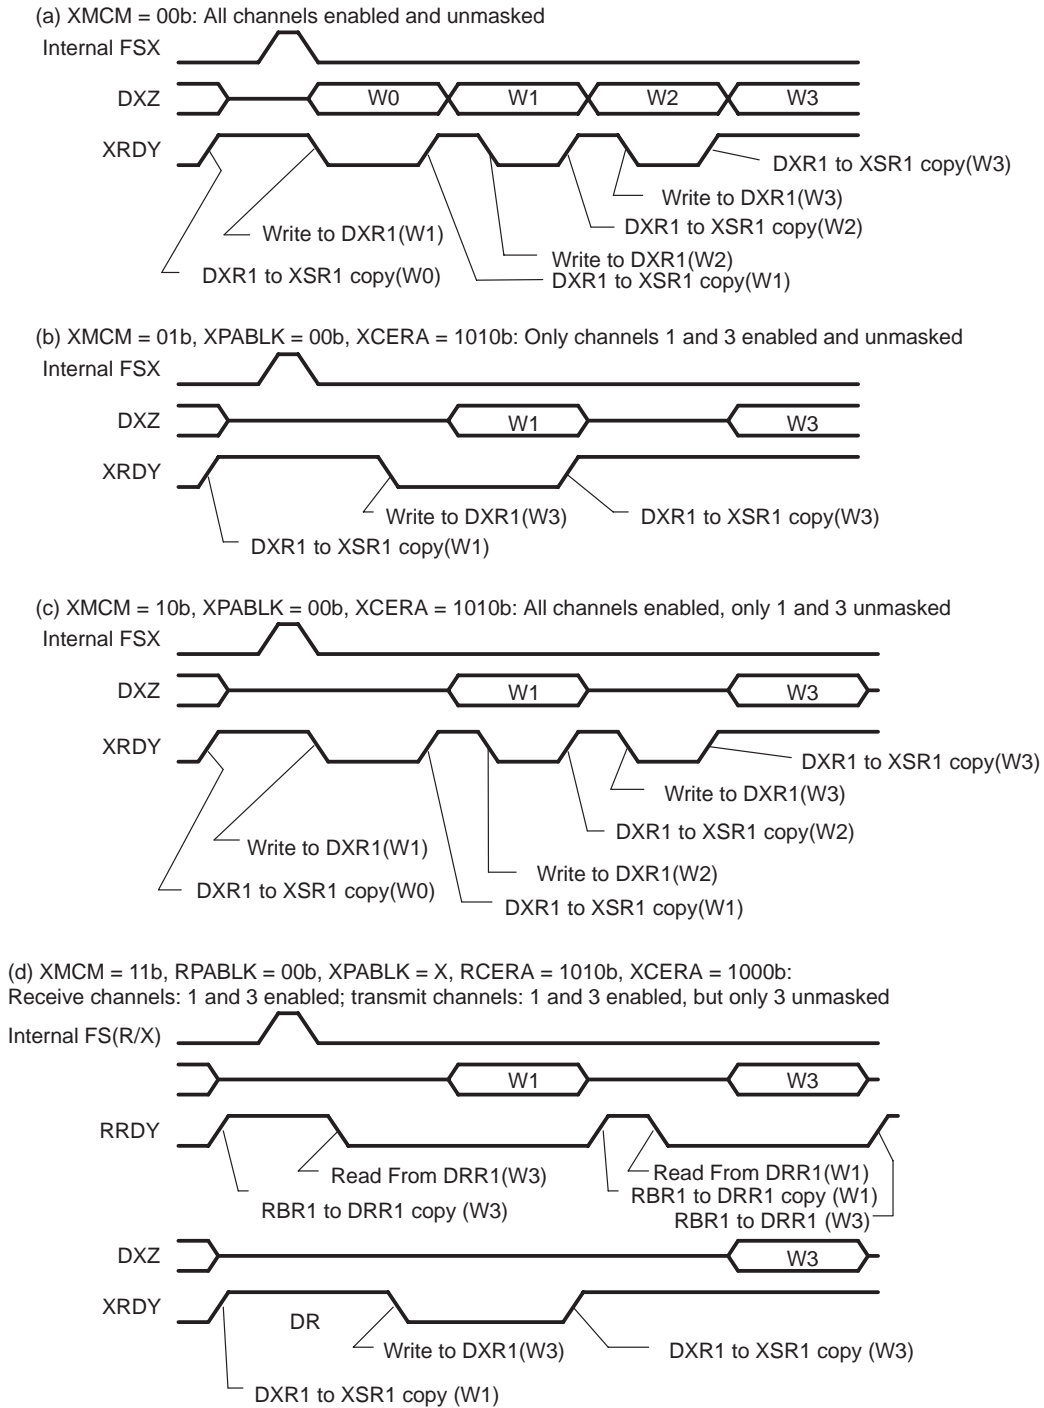 (a) XMCM = 00b: All channels enabled and unmasked
Internal FSX
DXZ
W0
W1
W2
W3
XRDY
DXR1 to XSR1 copy(W3)
Write to DXR1(W3)
DXR1 to XSR1 copy(W2)
Write to DXR1(W1)
Write to DXR1(W2)
DXR1 to XSR1 copy(W0)
DXR1 to XSR1 copy(W1)
(b) XMCM = 01b, XPABLK = 00b, XCERA = 1010b: Only channels 1 and 3 enabled and unmasked
Internal FSX
DXZ
W1
W3
XRDY
Write to DXR1(W3)
DXR1 to XSR1 copy(W3)
DXR1 to XSR1 copy(W1)
(c) XMCM = 10b, XPABLK = 00b, XCERA = 1010b: All channels enabled, only 1 and 3 unmasked
Internal FSX
DXZ
W1
W3
XRDY
DXR1 to XSR1 copy(W3)
Write to DXR1(W3)
DXR1 to XSR1 copy(W2)
Write to DXR1(W1)
Write to DXR1(W2)
DXR1 to XSR1 copy(W0)
DXR1 to XSR1 copy(W1)
(d) XMCM = 11b, RPABLK = 00b, XPABLK = X, RCERA = 1010b, XCERA = 1000b:
Receive channels: 1 and 3 enabled; transmit channels: 1 and 3 enabled, but only 3 unmasked
Internal FS(R/X)
W1
W3
RRDY
Read From DRR1(W3)
Read From DRR1(W1)
RBR1 to DRR1 copy (W1)
RBR1 to DRR1 copy (W3)
RBR1 to DRR1 (W3)
DXZ
W3
XRDY
DR
Write to DXR1(W3)
DXR1 to XSR1 copy (W3)
DXR1 to XSR1 copy (W1)